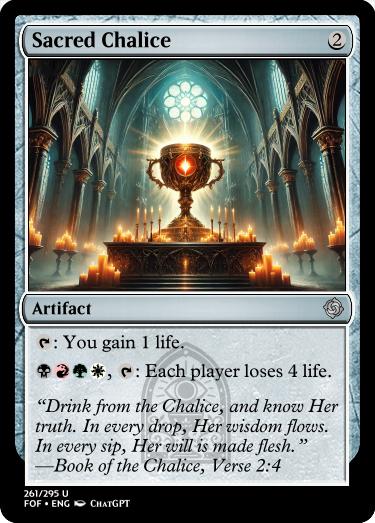 Sacred Chalice 2
Artifact
: You gain 1 life.
, : Each player loses 4 life.
“Drink from the Chalice, and know Her
truth. In every drop, Her wisdom flows.
In every sip, Her will is made flesh.”
—Book of the Chalice, Verse 2:4
261/295 U
FOF • ENG ChatGPT